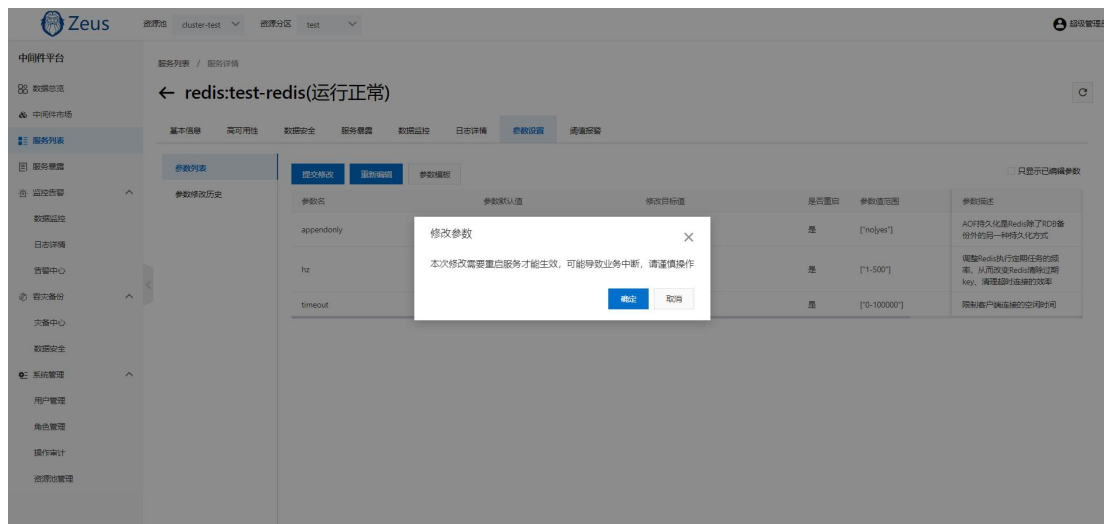 Zeus
资源池 cluster-test 资源分区 test
超级管理员
中间件平台
服务列表 / 服务详情
数据总览
← redis:test-redis(运行正常)
中间件市场
基本信息 高可用性 数据安全 服务暴露 数据监控 日志详情 参数设置 阈值报警
服务列表
服务暴露
参数列表
提交修改 重新编辑 参数模板
只显示已编辑参数
监控告警
参数修改历史
参数名 参数默认值 修改目标值 是否重启 参数值范围 参数描述
数据监控
日志详情
告警中心
容灾备份
灾备中心
数据安全
系统管理
用户管理
角色管理
操作审计
资源池管理
appendonly 是 ["no|yes"] AOF持久化是Redis除了RDB备
份外的另一种持久化方式
hz 是 ["1-500"] 调整Redis执行定期任务的频
率，从而改变Redis清除过期
key、清理超时连接的效率
timeout 是 ["0-100000"] 限制客户端连接的空闲时间
修改参数
本次修改需要重启服务才能生效，可能导致业务中断，请谨慎操作
确定 取消